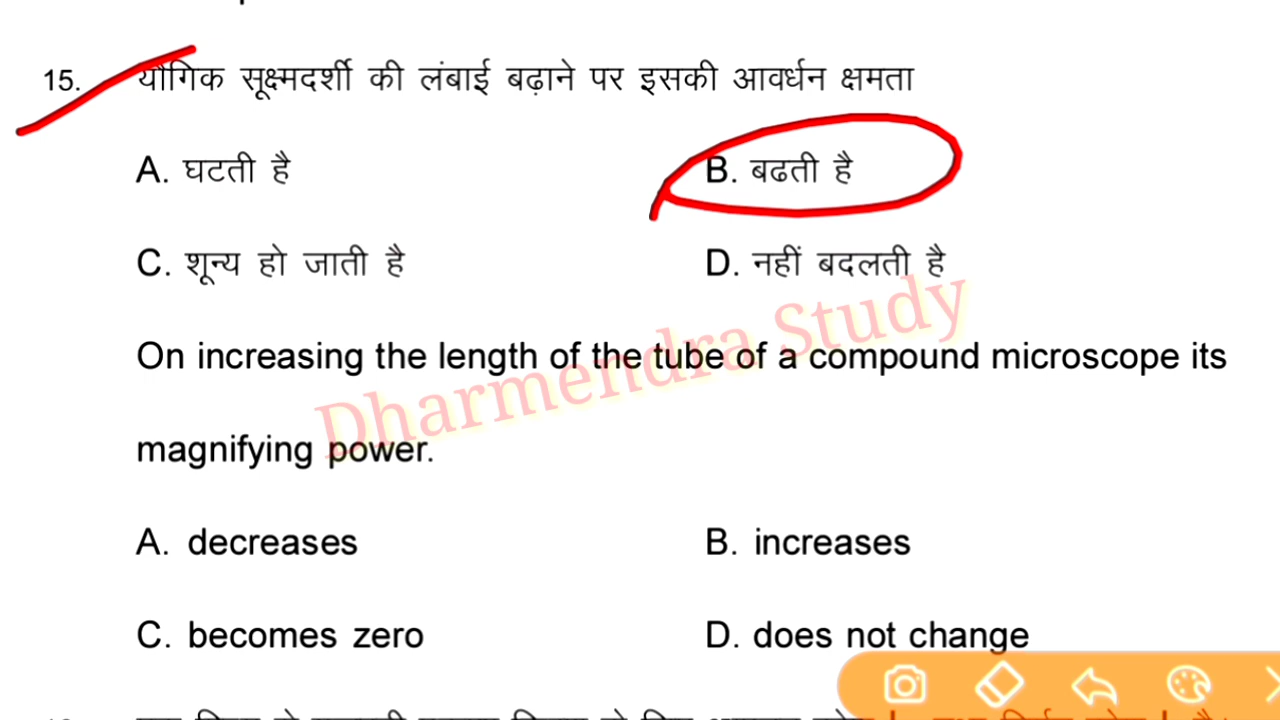 15. यौगिक सूक्ष्मदर्शी की लंबाई बढ़ाने पर इसकी आवर्धन क्षमता
A. घटती है B. बढती है
C. शून्य हो जाती है D. नहीं बदलती है
On increasing the length of the tube of a compound microscope its
magnifying power.
Dharmendra Study
A. decreases B. increases
C. becomes zero D. does not change